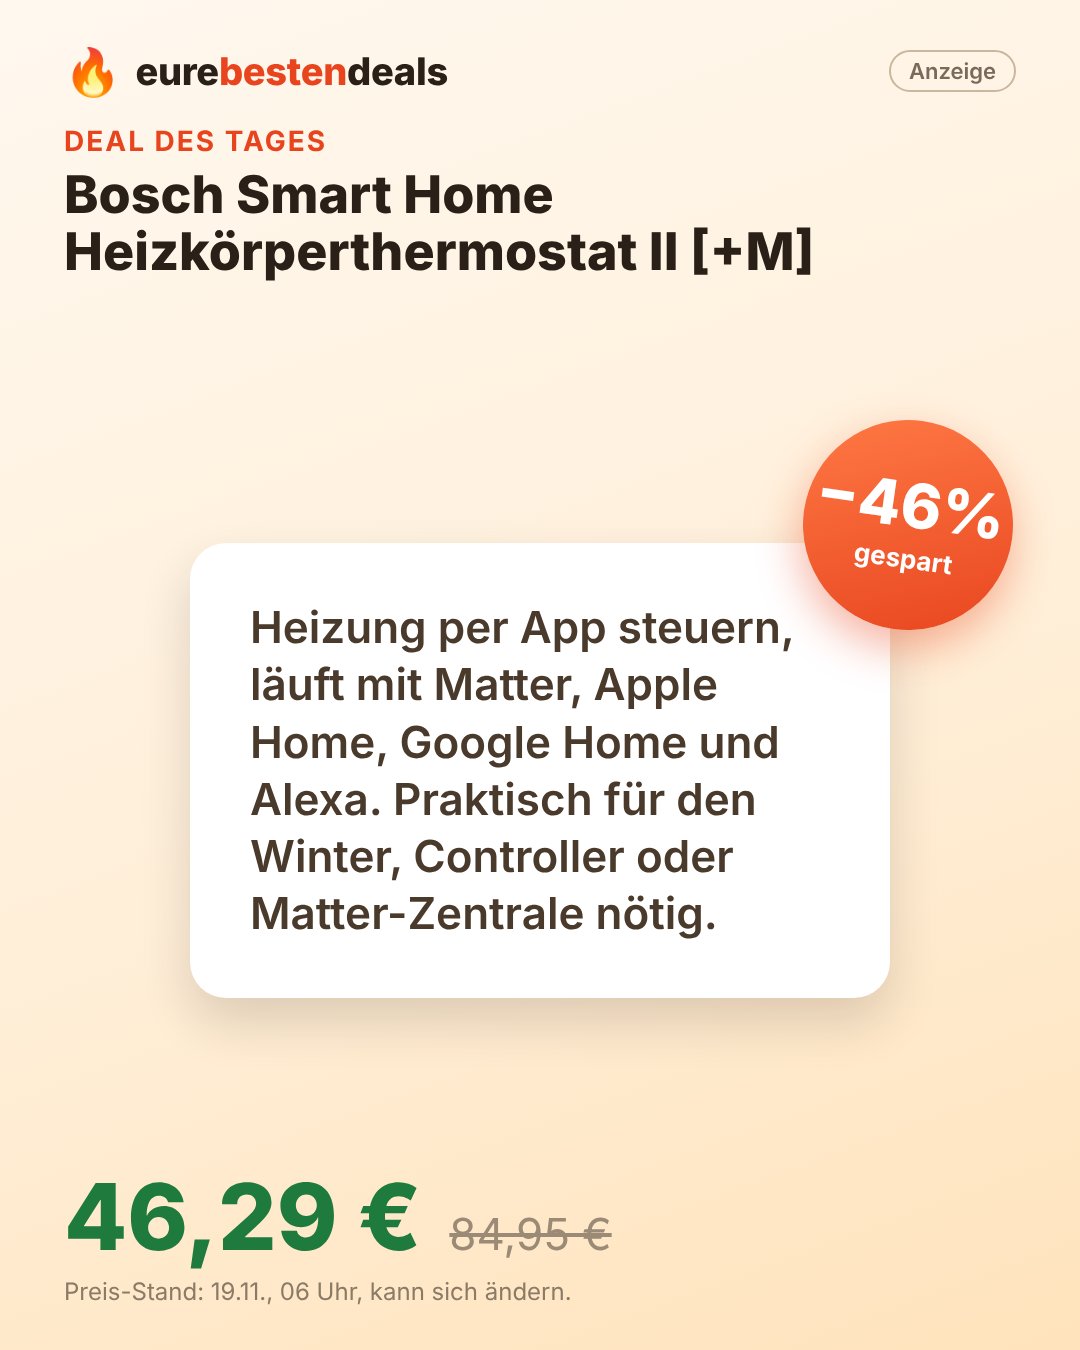 eurebestendeals
Anzeige
DEAL DES TAGES
Bosch Smart Home
Heizkörperthermostat II [+M]
−46%
gespart
Heizung per App steuern,
läuft mit Matter, Apple
Home, Google Home und
Alexa. Praktisch für den
Winter, Controller oder
Matter-Zentrale nötig.
46,29 € 84,95 €
Preis-Stand: 19.11., 06 Uhr, kann sich ändern.